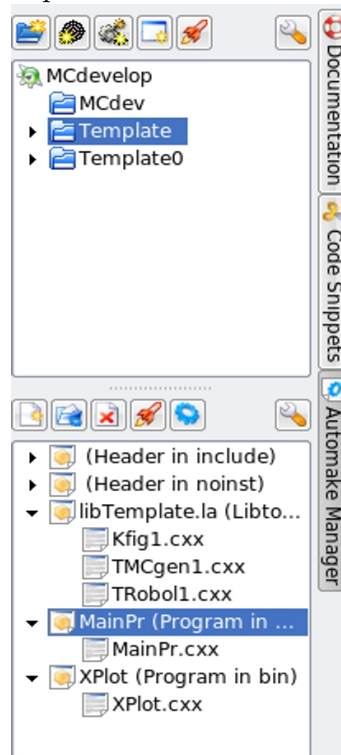 MCdevelop
MCdev
Template
Template0
(Header in include)
(Header in noinst)
libTemplate.la (Libto...
Kfig1.cxx
TMCgen1.cxx
TRobol1.cxx
MainPr (Program in ...
MainPr.cxx
XPlot (Program in bin)
XPlot.cxx
Documentation
Code Snippets
Automake Manager